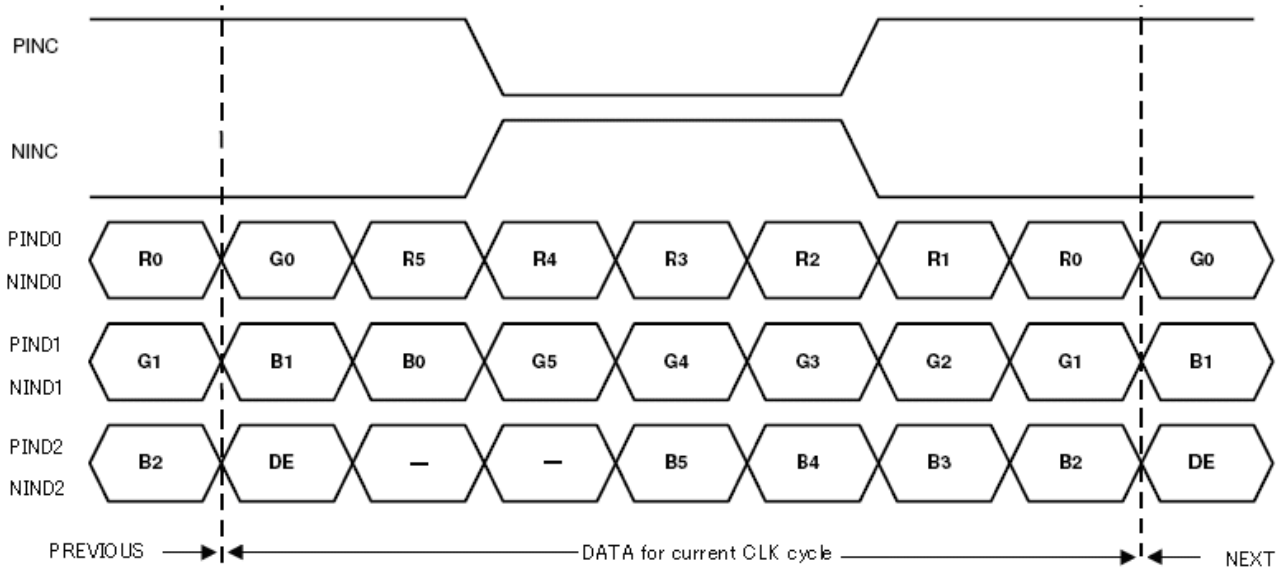 PINC
NINC
PIND0
NIND0
R0 G0 R5 R4 R3 R2 R1 R0 G0
PIND1
NIND1
G1 B1 B0 G5 G4 G3 G2 G1 B1
PIND2
NIND2
B2 DE — — B5 B4 B3 B2 DE
PREVIOUS DATA for current CLK cycle NEXT